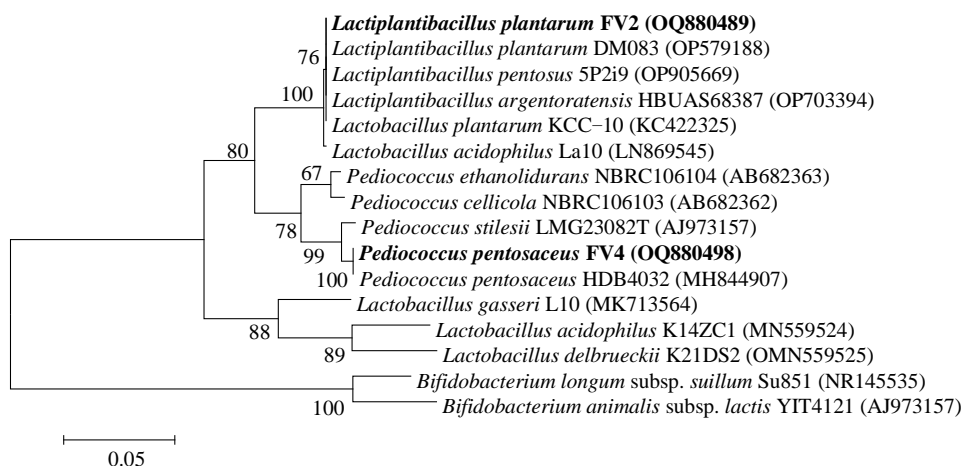 Lactiplantibacillus plantarum FV2 (OQ880489)
76
Lactiplantibacillus plantarum DM083 (OP579188)
Lactiplantibacillus pentosus 5P2i9 (OP905669)
100
Lactiplantibacillus argentoratensis HBUAS68387 (OP703394)
Lactobacillus plantarum KCC−10 (KC422325)
80
Lactobacillus acidophilus La10 (LN869545)
67
Pediococcus ethanolidurans NBRC106104 (AB682363)
Pediococcus cellicola NBRC106103 (AB682362)
78
Pediococcus stilesii LMG23082T (AJ973157)
99
Pediococcus pentosaceus FV4 (OQ880498)
100
Pediococcus pentosaceus HDB4032 (MH844907)
Lactobacillus gasseri L10 (MK713564)
88
Lactobacillus acidophilus K14ZC1 (MN559524)
89
Lactobacillus delbrueckii K21DS2 (OMN559525)
Bifidobacterium longum subsp. suillum Su851 (NR145535)
100
Bifidobacterium animalis subsp. lactis YIT4121 (AJ973157)
0.05